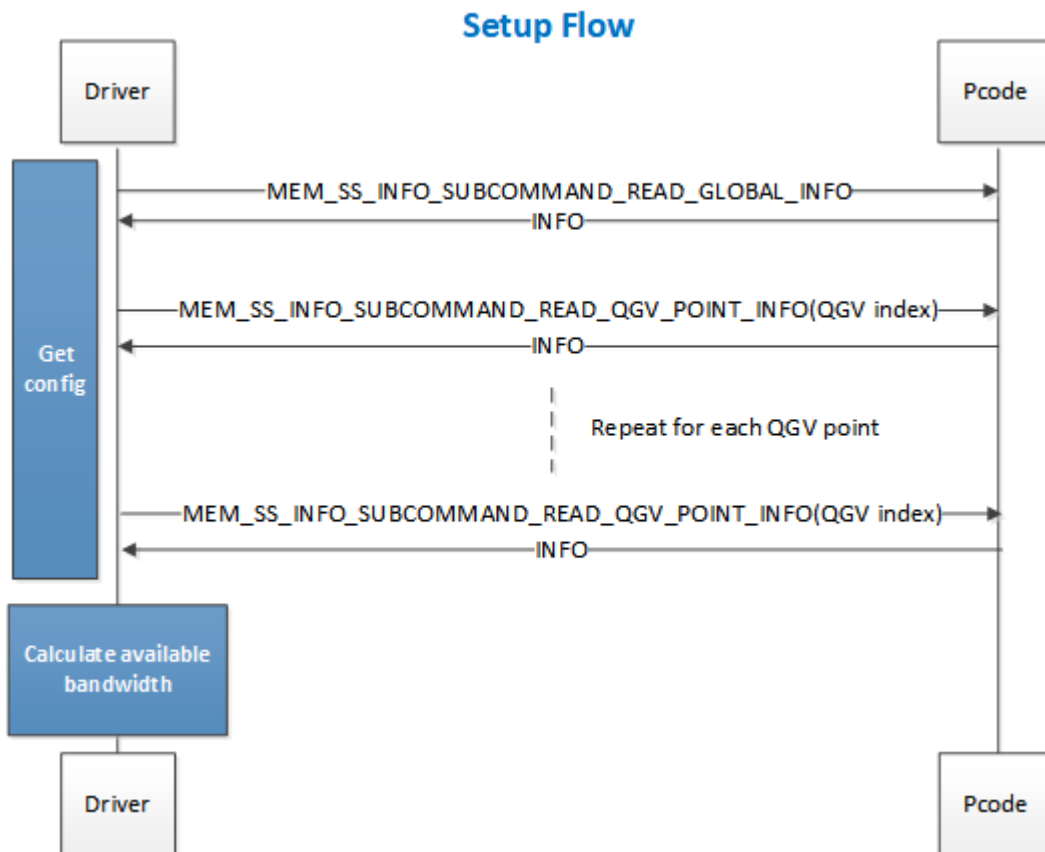 Setup Flow
Driver
Pcode
MEM_SS_INFO_SUBCOMMAND_READ_GLOBAL_INFO
INFO
MEM_SS_INFO_SUBCOMMAND_READ_QGV_POINT_INFO(QGV index)
INFO
Get
config
Repeat for each QGV point
MEM_SS_INFO_SUBCOMMAND_READ_QGV_POINT_INFO(QGV index)
INFO
Calculate available
bandwidth
Driver
Pcode